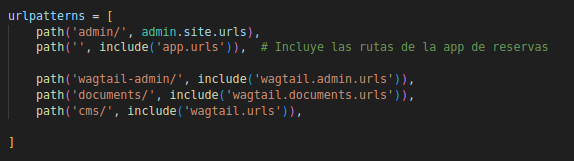 urlpatterns = [
    path('admin/', admin.site.urls),
    path('', include('app.urls')),  # Incluye las rutas de la app de reservas

    path('wagtail-admin/', include('wagtail.admin.urls')),
    path('documents/', include('wagtail.documents.urls')),
    path('cms/', include('wagtail.urls')),

]